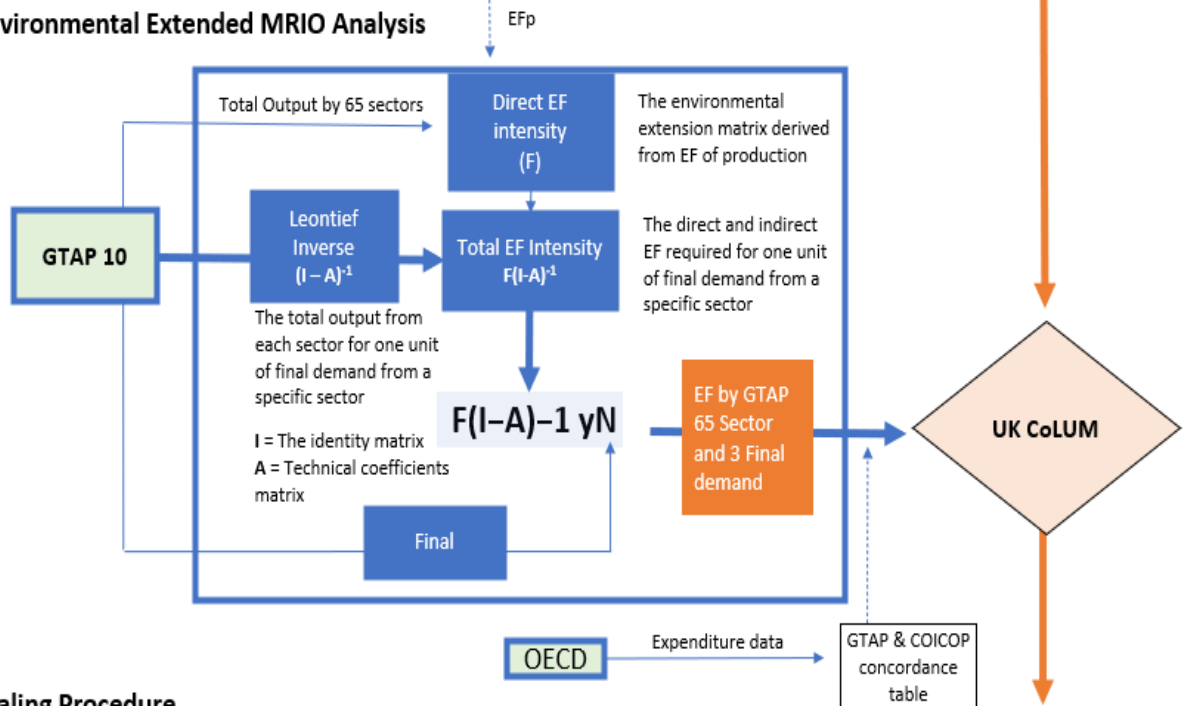 vironmental Extended MRIO Analysis
EFp
Total Output by 65 sectors
Direct EF
intensity
(F)
The environmental
extension matrix derived
from EF of production
GTAP 10
Leontief
Inverse
(I – A)⁻¹
Total EF Intensity
F(I-A)⁻¹
The direct and indirect
EF required for one unit
of final demand from a
specific sector
The total output from
each sector for one unit
of final demand from a
specific sector
I = The identity matrix
A = Technical coefficients
matrix
F(I–A)–1 yN
EF by GTAP
65 Sector
and 3 Final
demand
UK CoLUM
Final
OECD
Expenditure data
GTAP & COICOP
concordance
table
aling Procedure